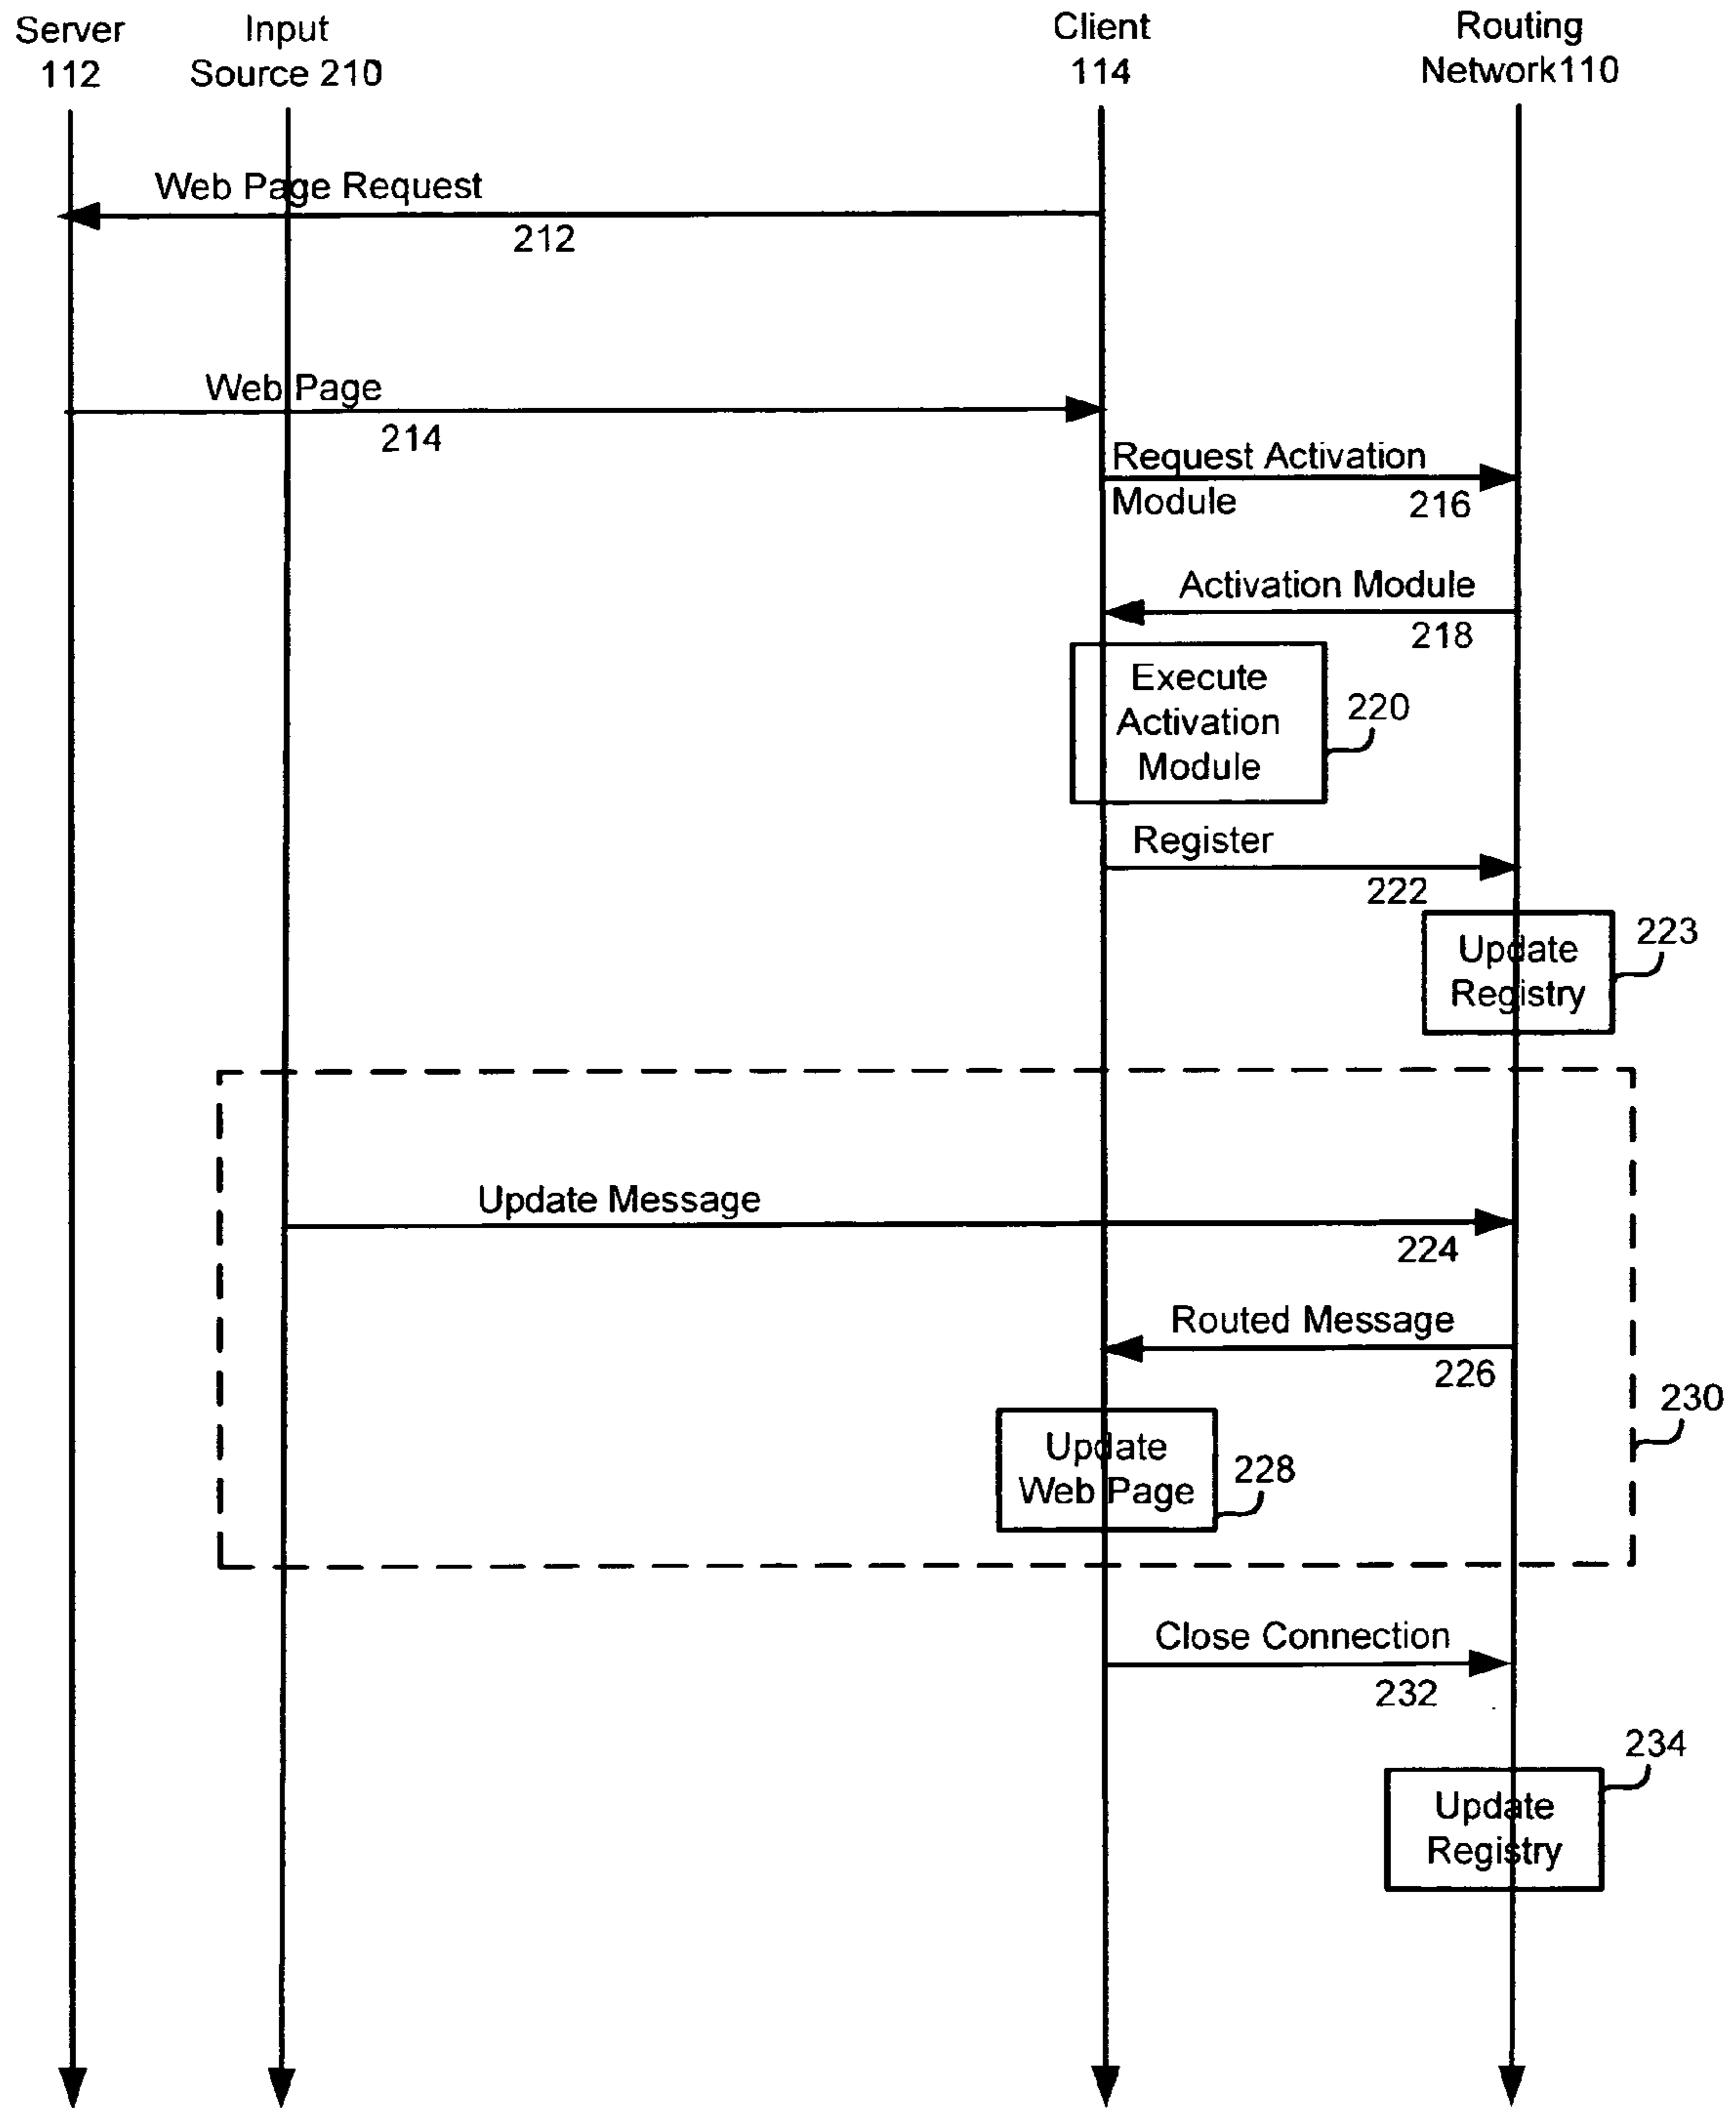 Server
112
Input
Source 210
Client
114
Routing
Network110
Web Page Request
212
Web Page
214
Request Activation
Module
216
Activation Module
218
Execute
Activation
Module
220
Register
222
Update
Registry
223
Update Message
224
Routed Message
226
Update
Web Page
228
230
Close Connection
232
Update
Registry
234